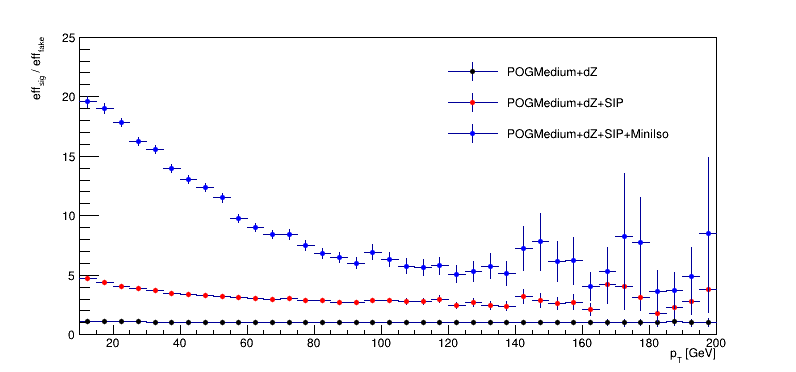 25
20
15
10
5
0
eff_sig / eff_fake
POGMedium+dZ
POGMedium+dZ+SIP
POGMedium+dZ+SIP+MiniIso
20 40 60 80 100 120 140 160 180 200
p_T [GeV]